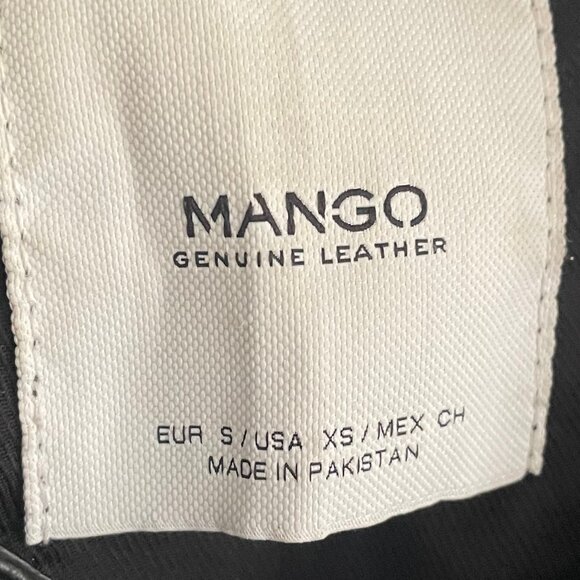 MANGO
GENUINE LEATHER
EUR S/USA XS/MEX CH
MADE IN PAKISTAN